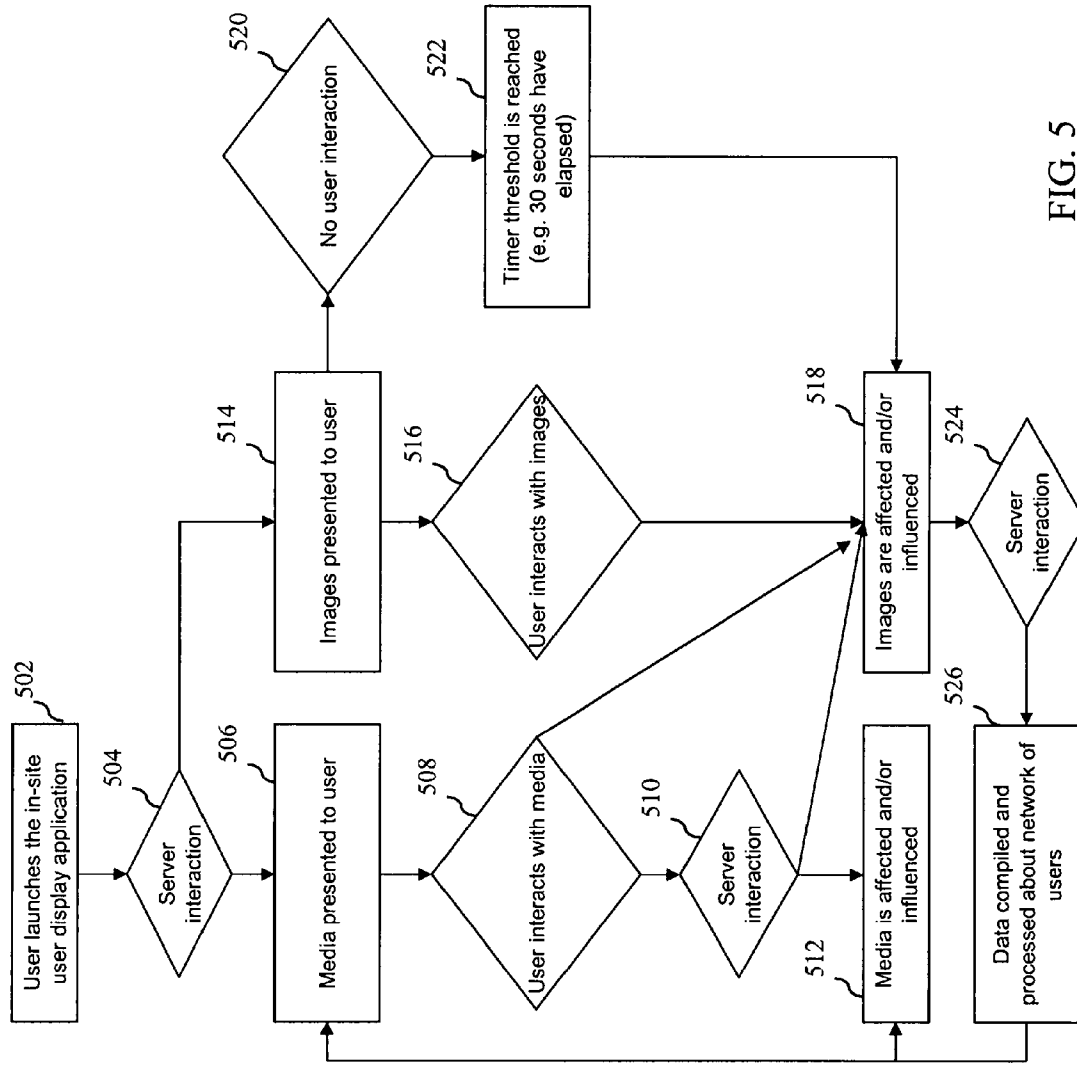 502
User launches the in-site
user display application
504
Server
interaction
506
Media presented to user
508
User interacts with media
510
Server
interaction
512
Media is affected and/or
influenced
514
Images presented to user
516
User interacts with images
518
Images are affected and/or
influenced
520
No user interaction
522
Timer threshold is reached
(e.g. 30 seconds have
elapsed)
524
Server
interaction
526
Data compiled and
processed about network of
users
FIG. 5